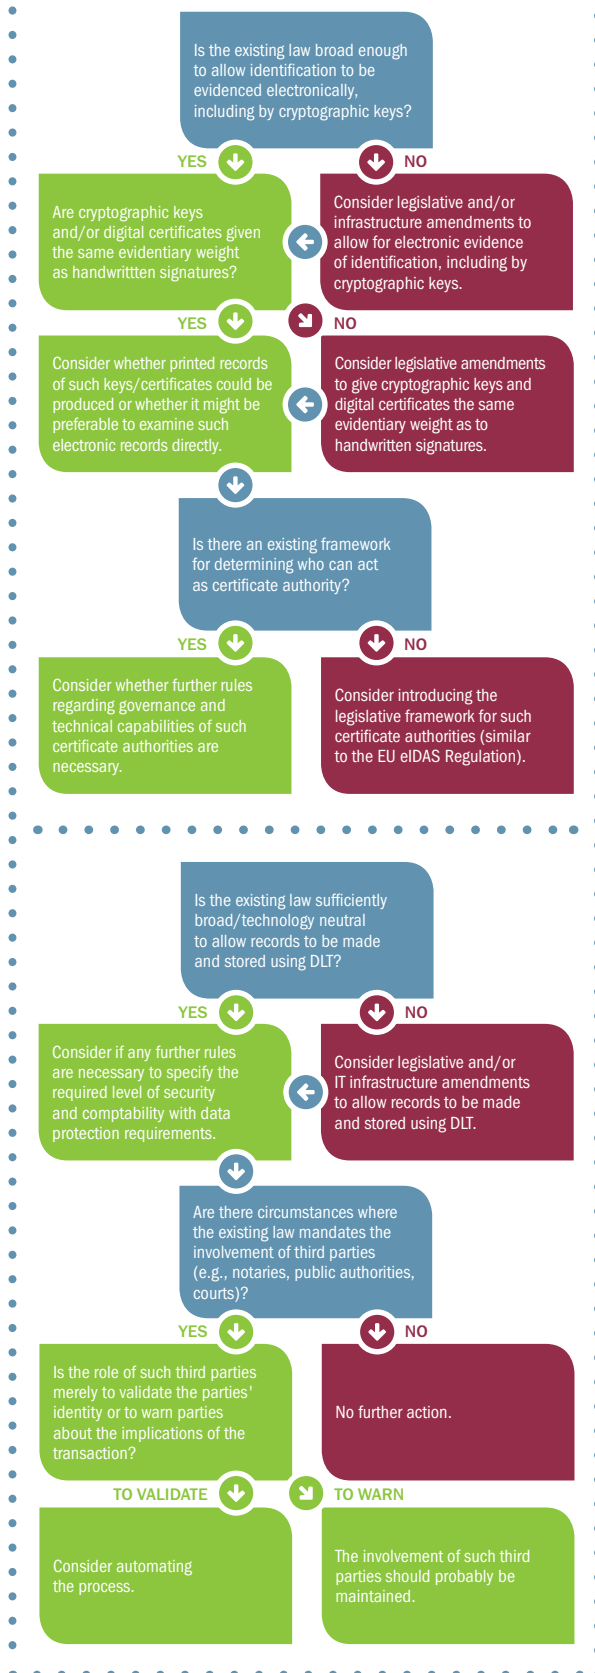 Is the existing law broad enough
to allow identification to be
evidenced electronically,
including by cryptographic keys?
YES
NO
Are cryptographic keys
and/or digital certificates given
the same evidentiary weight
as handwrittten signatures?
Consider legislative and/or
infrastructure amendments to
allow for electronic evidence
of identification, including by
cryptographic keys.
YES
NO
Consider whether printed records
of such keys/certificates could be
produced or whether it might be
preferable to examine such
electronic records directly.
Consider legislative amendments
to give cryptographic keys and
digital certificates the same
evidentiary weight as to
handwritten signatures.
Is there an existing framework
for determining who can act
as certificate authority?
YES
NO
Consider whether further rules
regarding governance and
technical capabilities of such
certificate authorities are
necessary.
Consider introducing the
legislative framework for such
certificate authorities (similar
to the EU eIDAS Regulation).
Is the existing law sufficiently
broad/technology neutral
to allow records to be made
and stored using DLT?
YES
NO
Consider if any further rules
are necessary to specify the
required level of security
and comptability with data
protection requirements.
Consider legislative and/or
IT infrastructure amendments
to allow records to be made
and stored using DLT.
Are there circumstances where
the existing law mandates the
involvement of third parties
(e.g., notaries, public authorities,
courts)?
YES
NO
Is the role of such third parties
merely to validate the parties'
identity or to warn parties
about the implications of the
transaction?
No further action.
TO VALIDATE
TO WARN
Consider automating
the process.
The involvement of such third
parties should probably be
maintained.